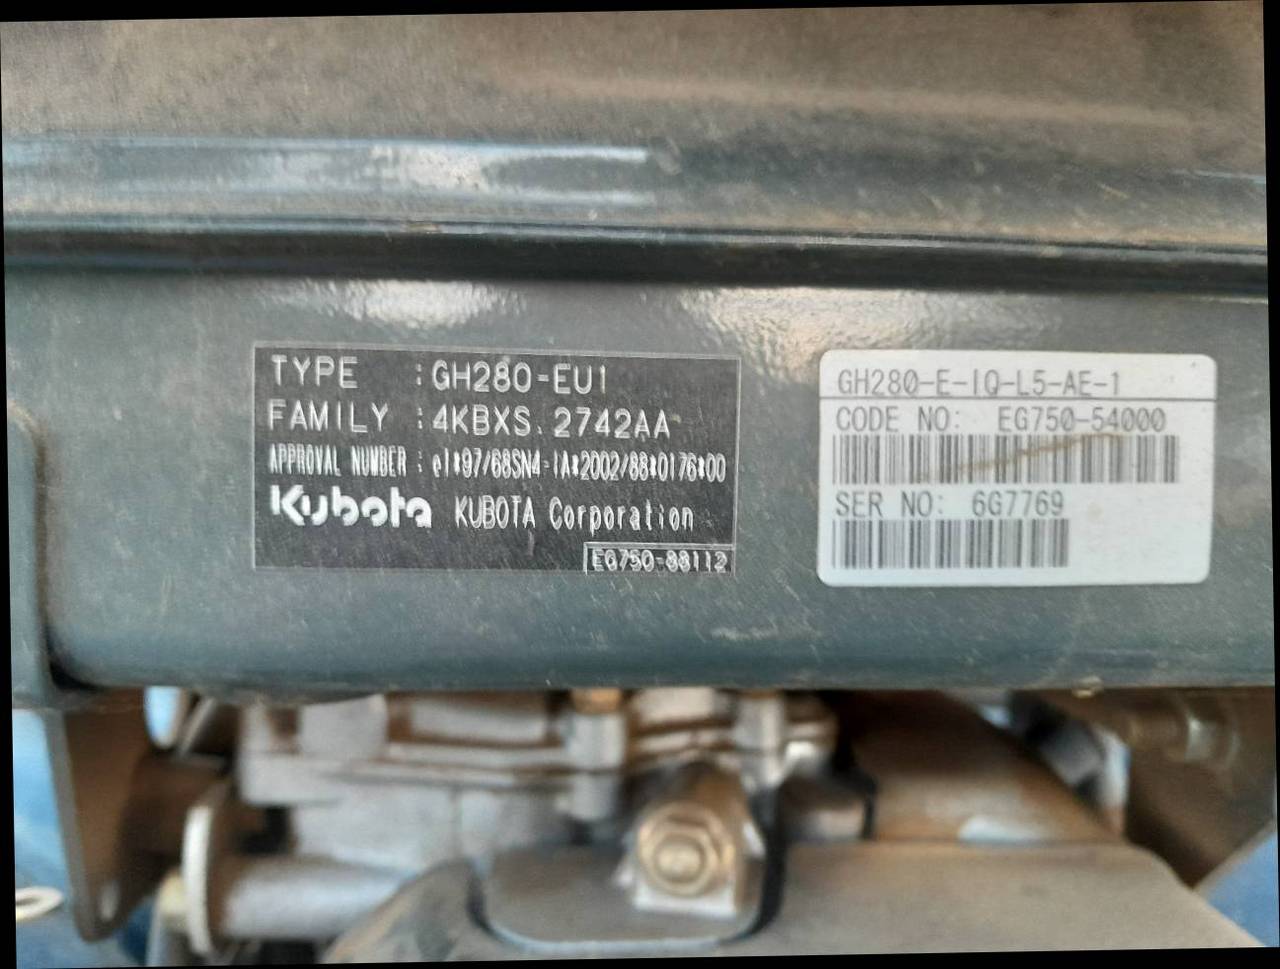 TYPE : GH280-EU1
FAMILY : 4KBXS.2742AA
APPROVAL NUMBER : e1*97/68SN4-1A*2002/88*0176*00
Kubota KUBOTA Corporation
EG750-88112
GH280-E-IQ-L5-AE-1
CODE NO: EG750-54000
SER NO: 6G7769